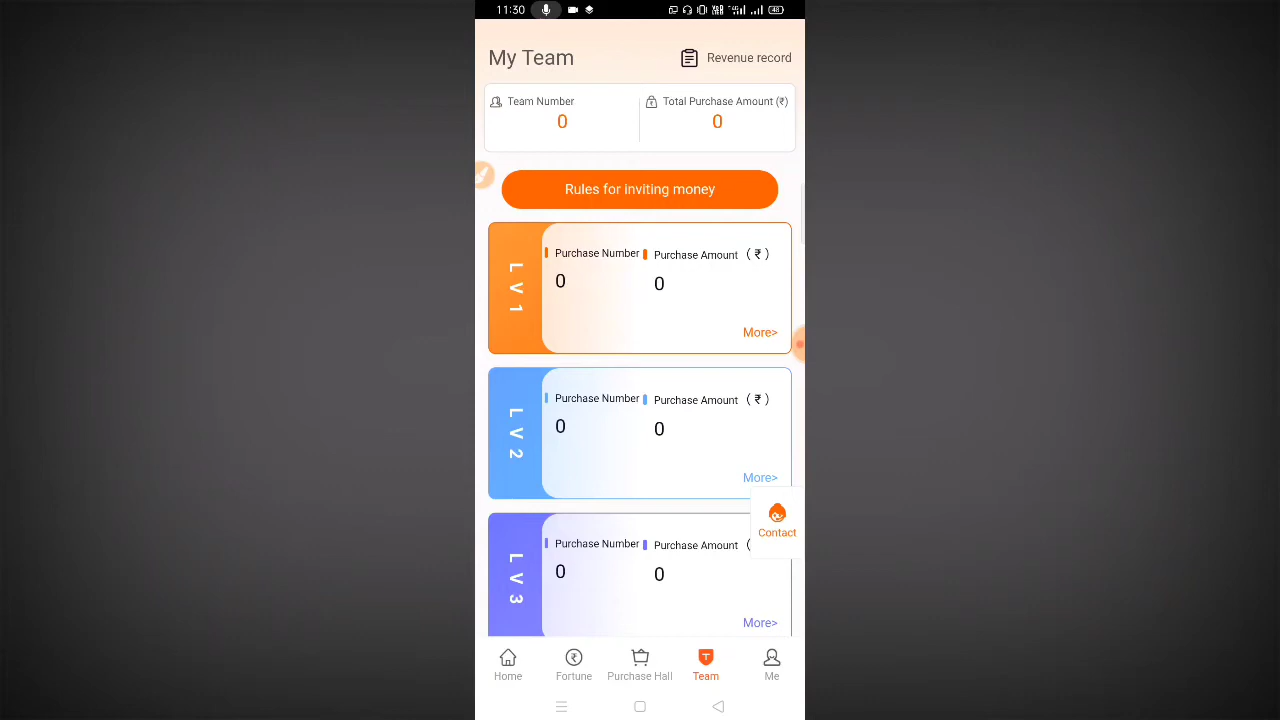 11:30
48
My Team
Revenue record
Team Number
Total Purchase Amount (₹)
0
0
Rules for inviting money
LV1
Purchase Number
Purchase Amount (₹)
0
0
More>
LV2
Purchase Number
Purchase Amount (₹)
0
0
More>
Contact
LV3
Purchase Number
Purchase Amount (
0
0
More>
Home
Fortune
Purchase Hall
Team
Me